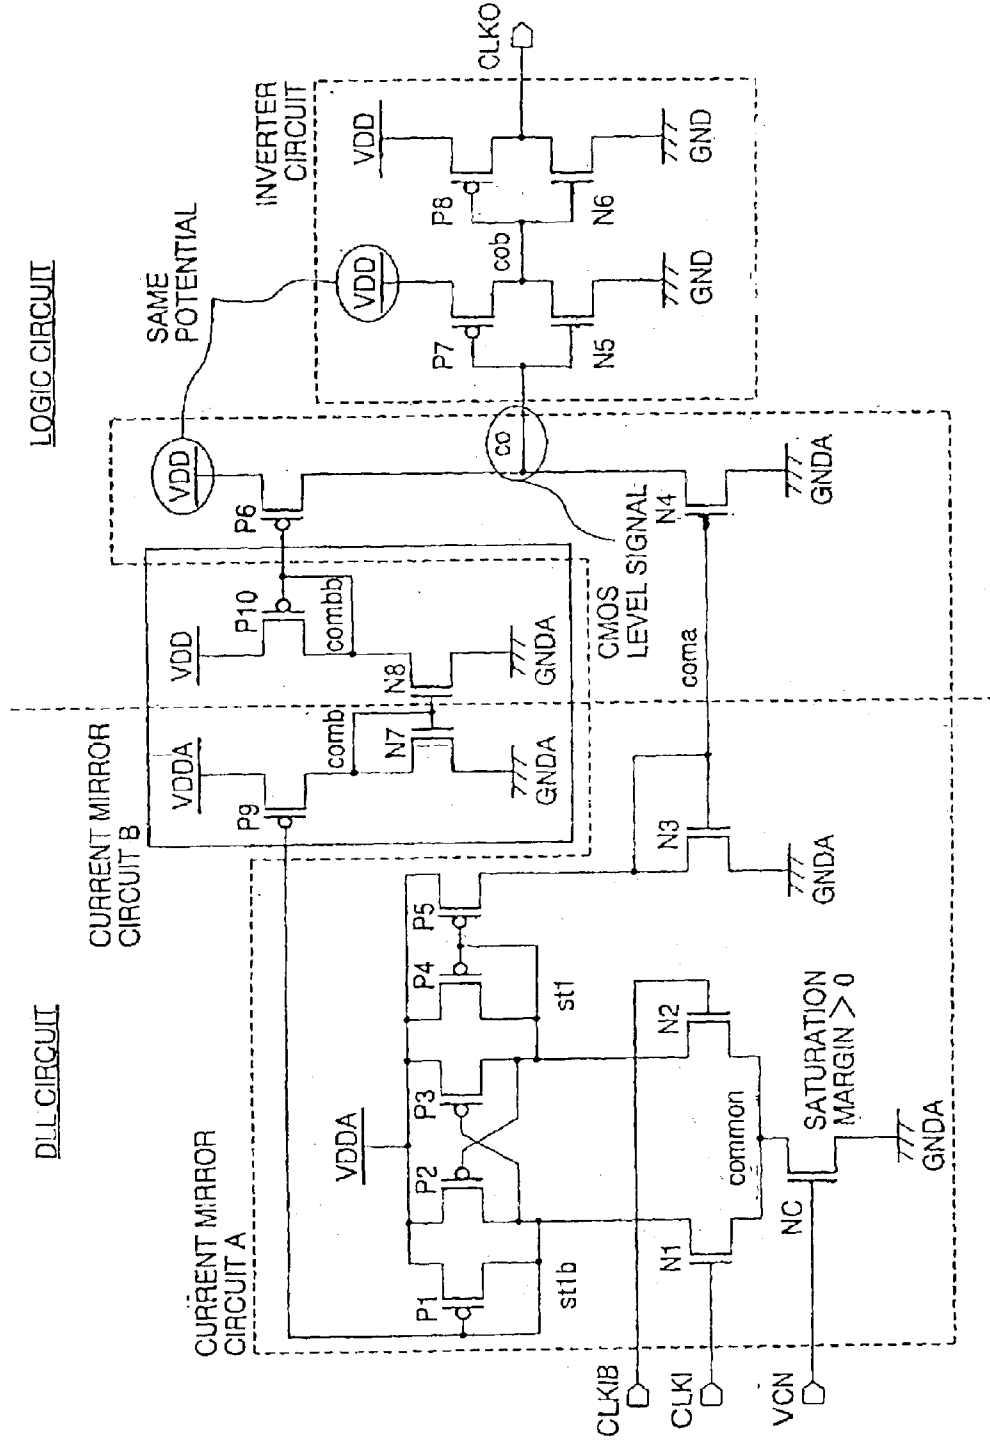 DLL CIRCUIT
LOGIC CIRCUIT
CURRENT MIRROR
CIRCUIT A
CURRENT MIRROR
CIRCUIT B
SAME
POTENTIAL
INVERTER
CIRCUIT
VDDA
P1
P2
P3
P4
P5
st1b
st1
N1
N2
common
NC
SATURATION
MARGIN > 0
GNDA
CLKIB
CLKI
VCN
VDDA
P9
comb
N7
GNDA
VDD
P10
combb
N8
GNDA
N3
GNDA
coma
VDD
P6
co
CMOS
LEVEL SIGNAL
N4
GNDA
VDD
P7
cob
N5
GND
VDD
P8
N6
GND
CLKO